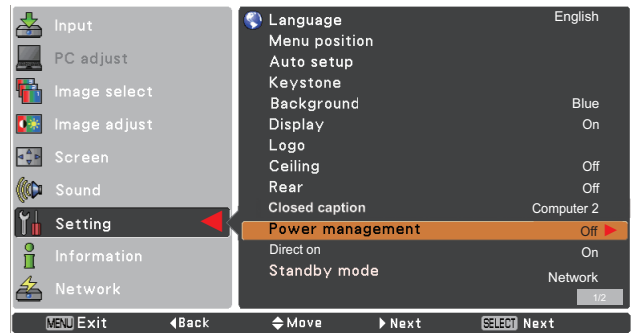 Input
PC adjust
Image select
Image adjust
Screen
Sound
Setting
Information
Network
Language English
Menu position
Auto setup
Keystone
Background Blue
Display On
Logo
Ceiling Off
Rear Off
Closed caption Computer 2
Power management Off
Direct on On
Standby mode Network
1/2
MENU Exit Back Move Next SELECT Next